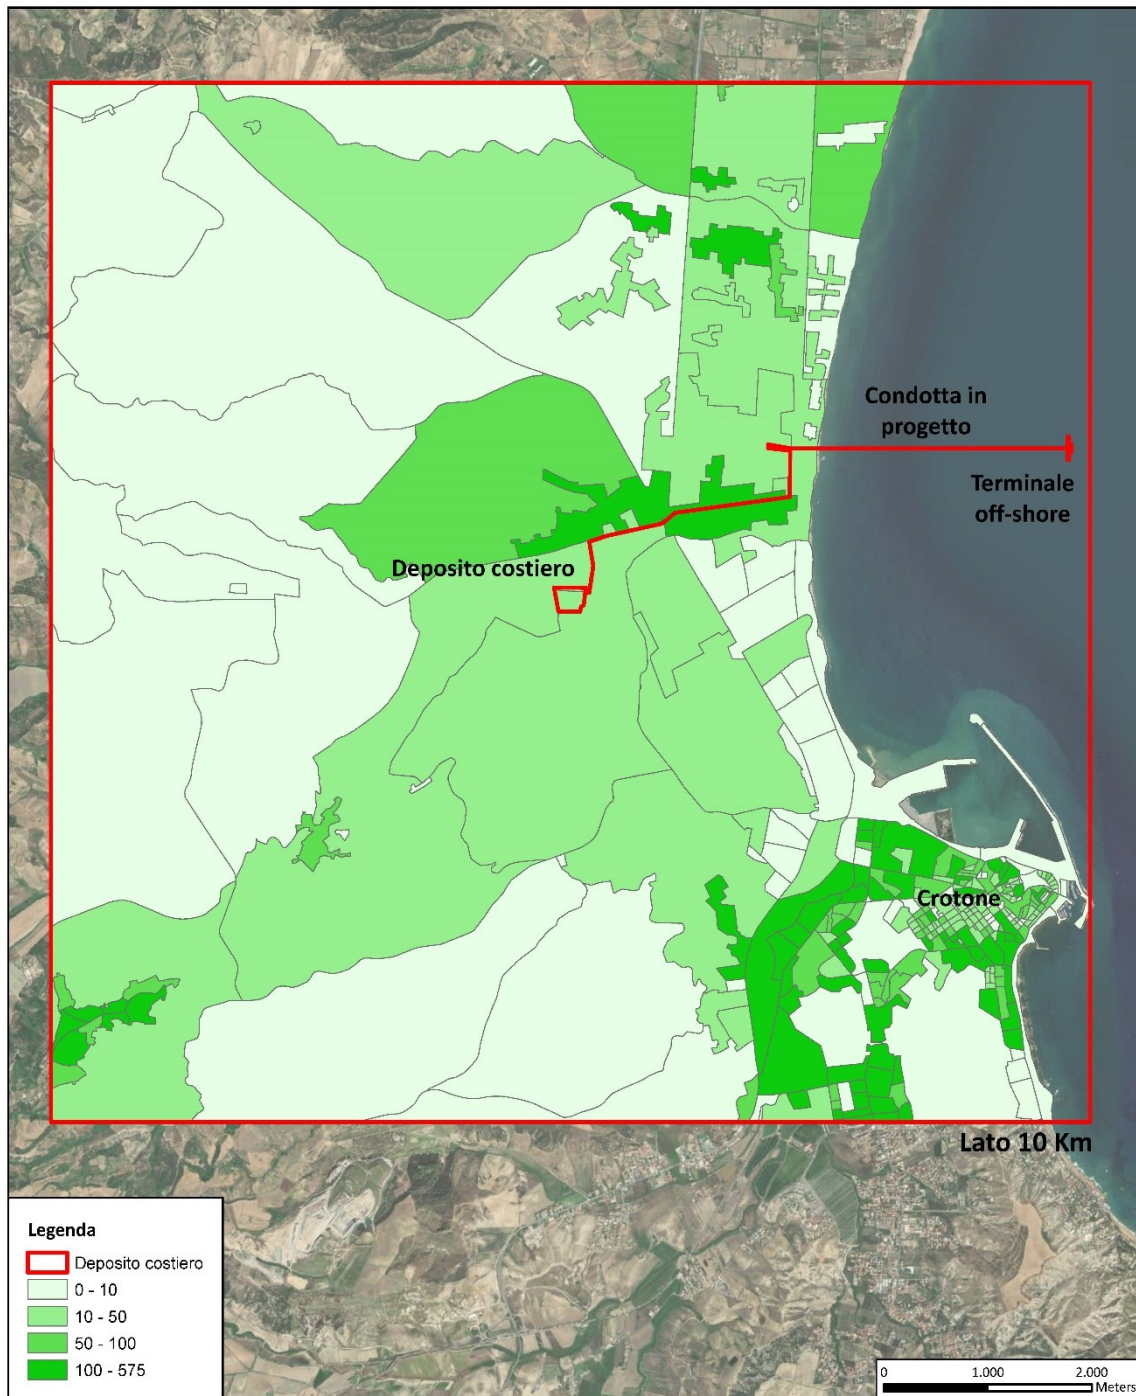 Condotta in
progetto
Terminale
off-shore
Deposito costiero
Crotone
Lato 10 Km
Legenda
Deposito costiero
0 - 10
10 - 50
50 - 100
100 - 575
0 1.000 2.000
Meters